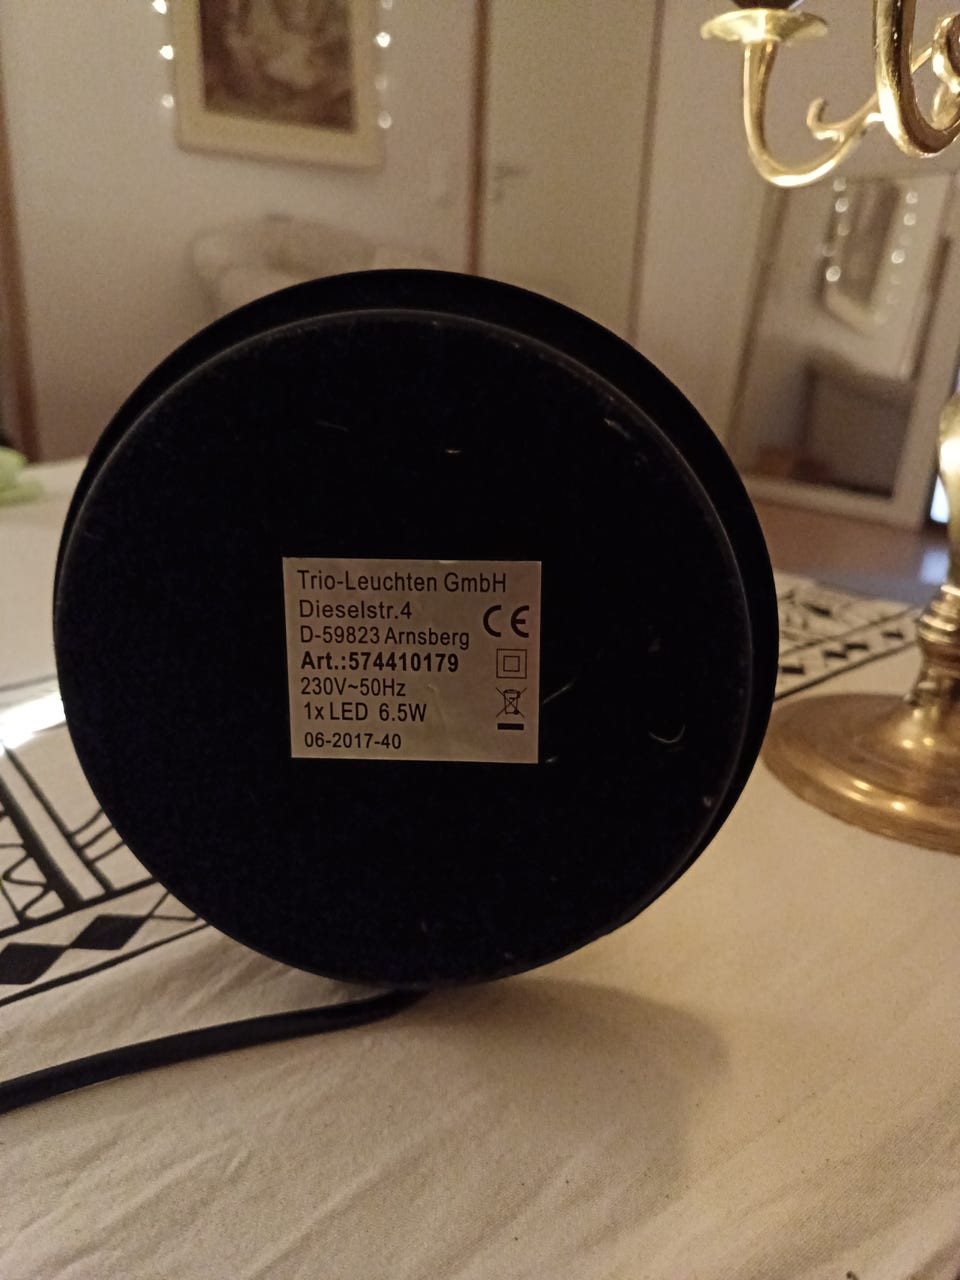 Trio-Leuchten GmbH
Dieselstr.4
CE
D-59823 Arnsberg
Art.:574410179
230V~50Hz
1x LED 6.5W
06-2017-40